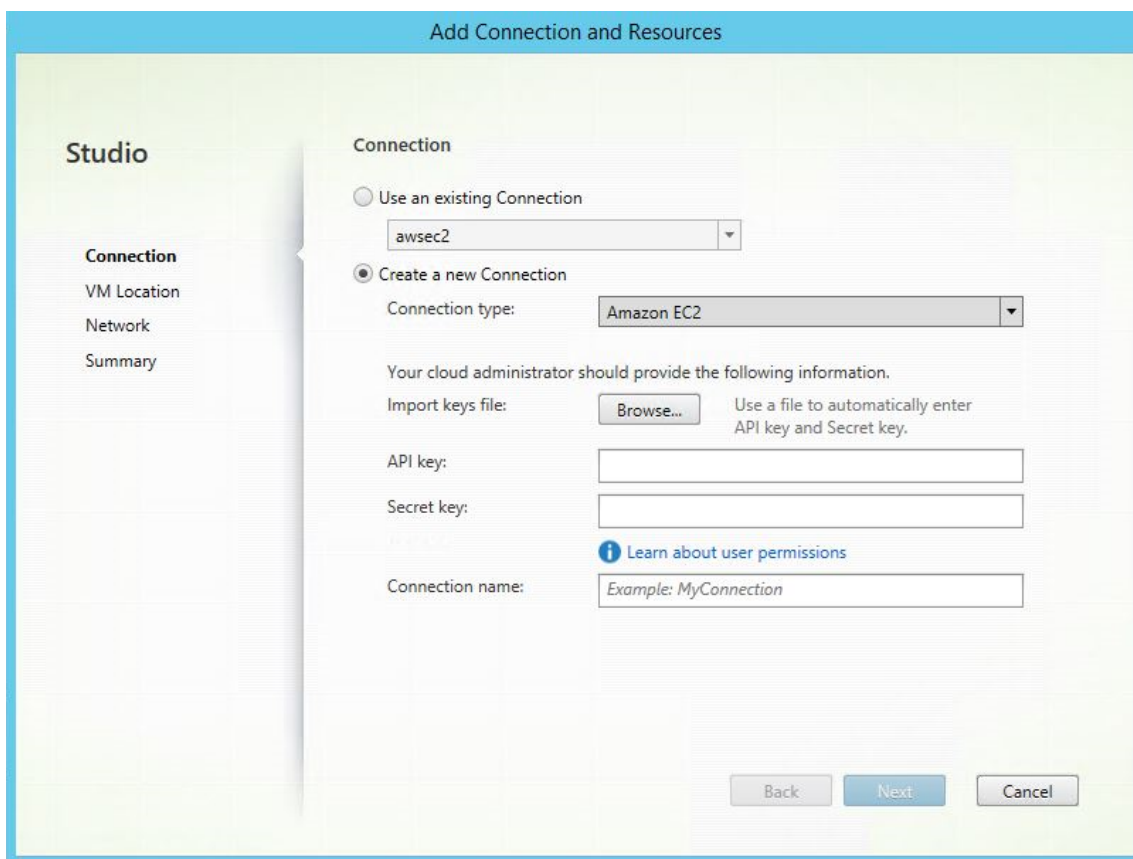 Add Connection and Resources
Studio
Connection
VM Location
Network
Summary
Connection
Use an existing Connection
awsec2
Create a new Connection
Connection type:
Amazon EC2
Your cloud administrator should provide the following information.
Import keys file:
Browse...
Use a file to automatically enter
API key and Secret key.
API key:
Secret key:
Learn about user permissions
Connection name:
Example: MyConnection
Back
Next
Cancel